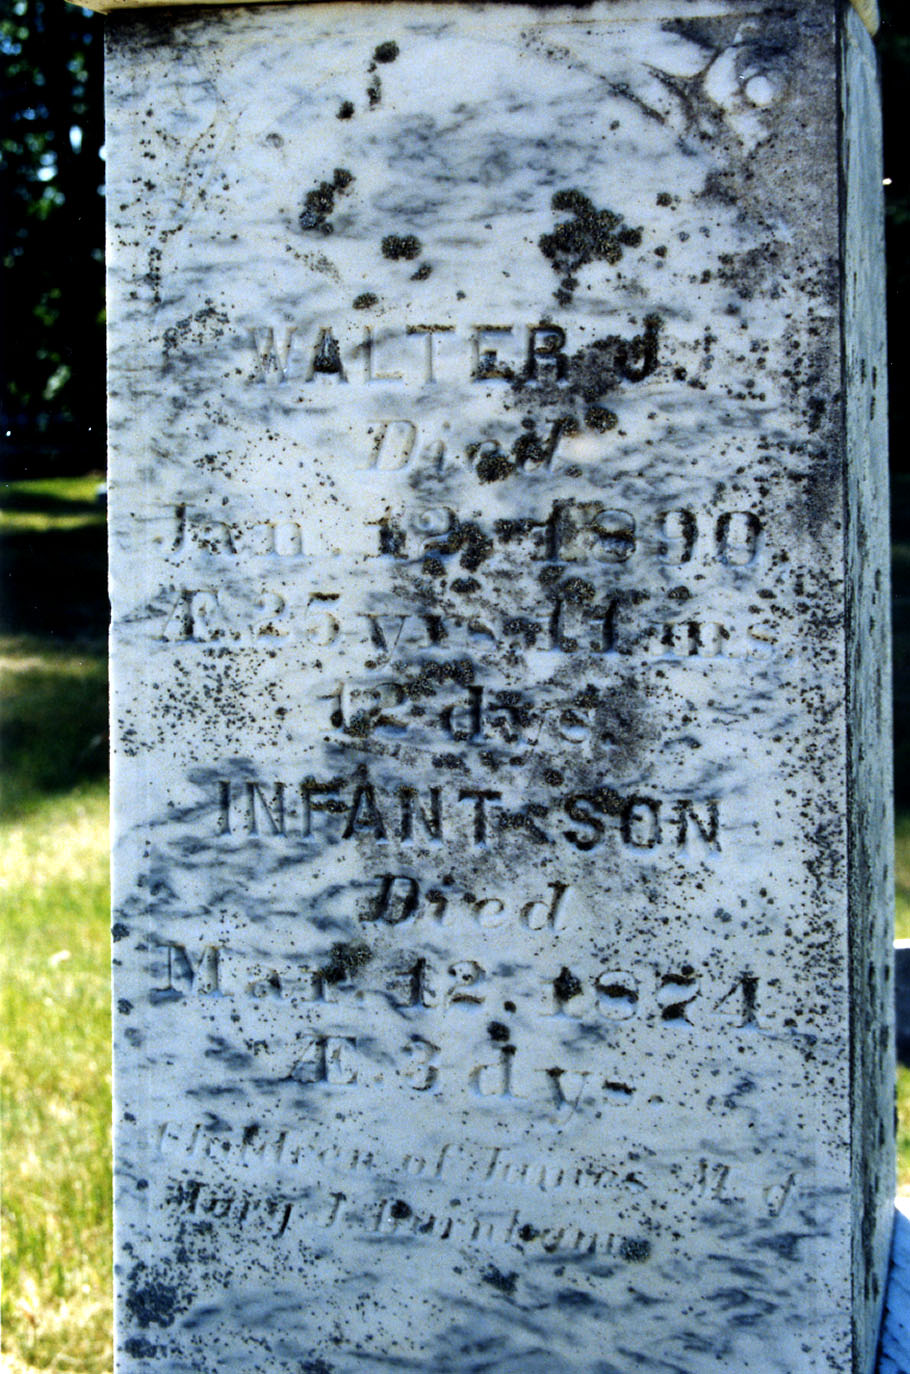 WALTER J.
Died
Jan. 12, 1890
Æ. 25 yrs. 11 ms.
12 dys.
INFANT SON
Died
Mar. 12. 1874.
Æ. 3 dys.
Children of James M. &
Mary J. Burnham